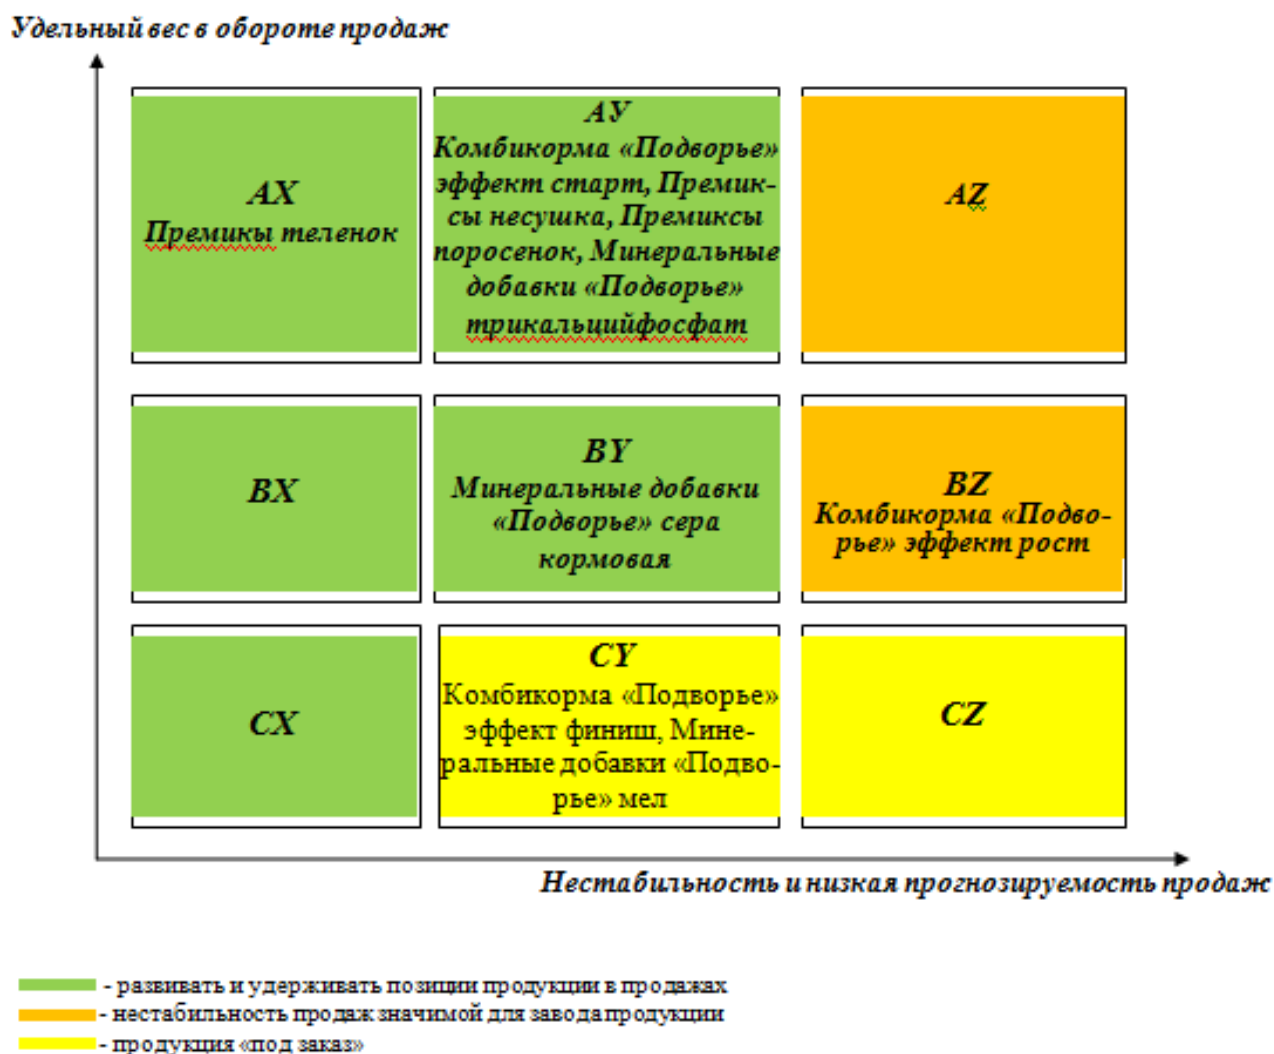 Удельный вес в обороте продаж
AX
Премикы теленок
АУ
Комбикорма «Подворье»
эффект старт, Премик-
сы несушка, Премиксы
поросенок, Минеральные
добавки «Подворье»
трикальцийфосфат
AZ
BX
BY
Минеральные добавки
«Подворье» сера
кормовая
BZ
Комбикорма «Подво-
рье» эффект рост
CX
CY
Комбикорма «Подворье»
эффект финиш, Мине-
ральные добавки «Подво-
рье» мел
CZ
Нестабильность и низкая прогнозируемость продаж
- развивать и удерживать позиции продукции в продажах
- нестабильность продаж значимой для завода продукции
- продукция «под заказ»